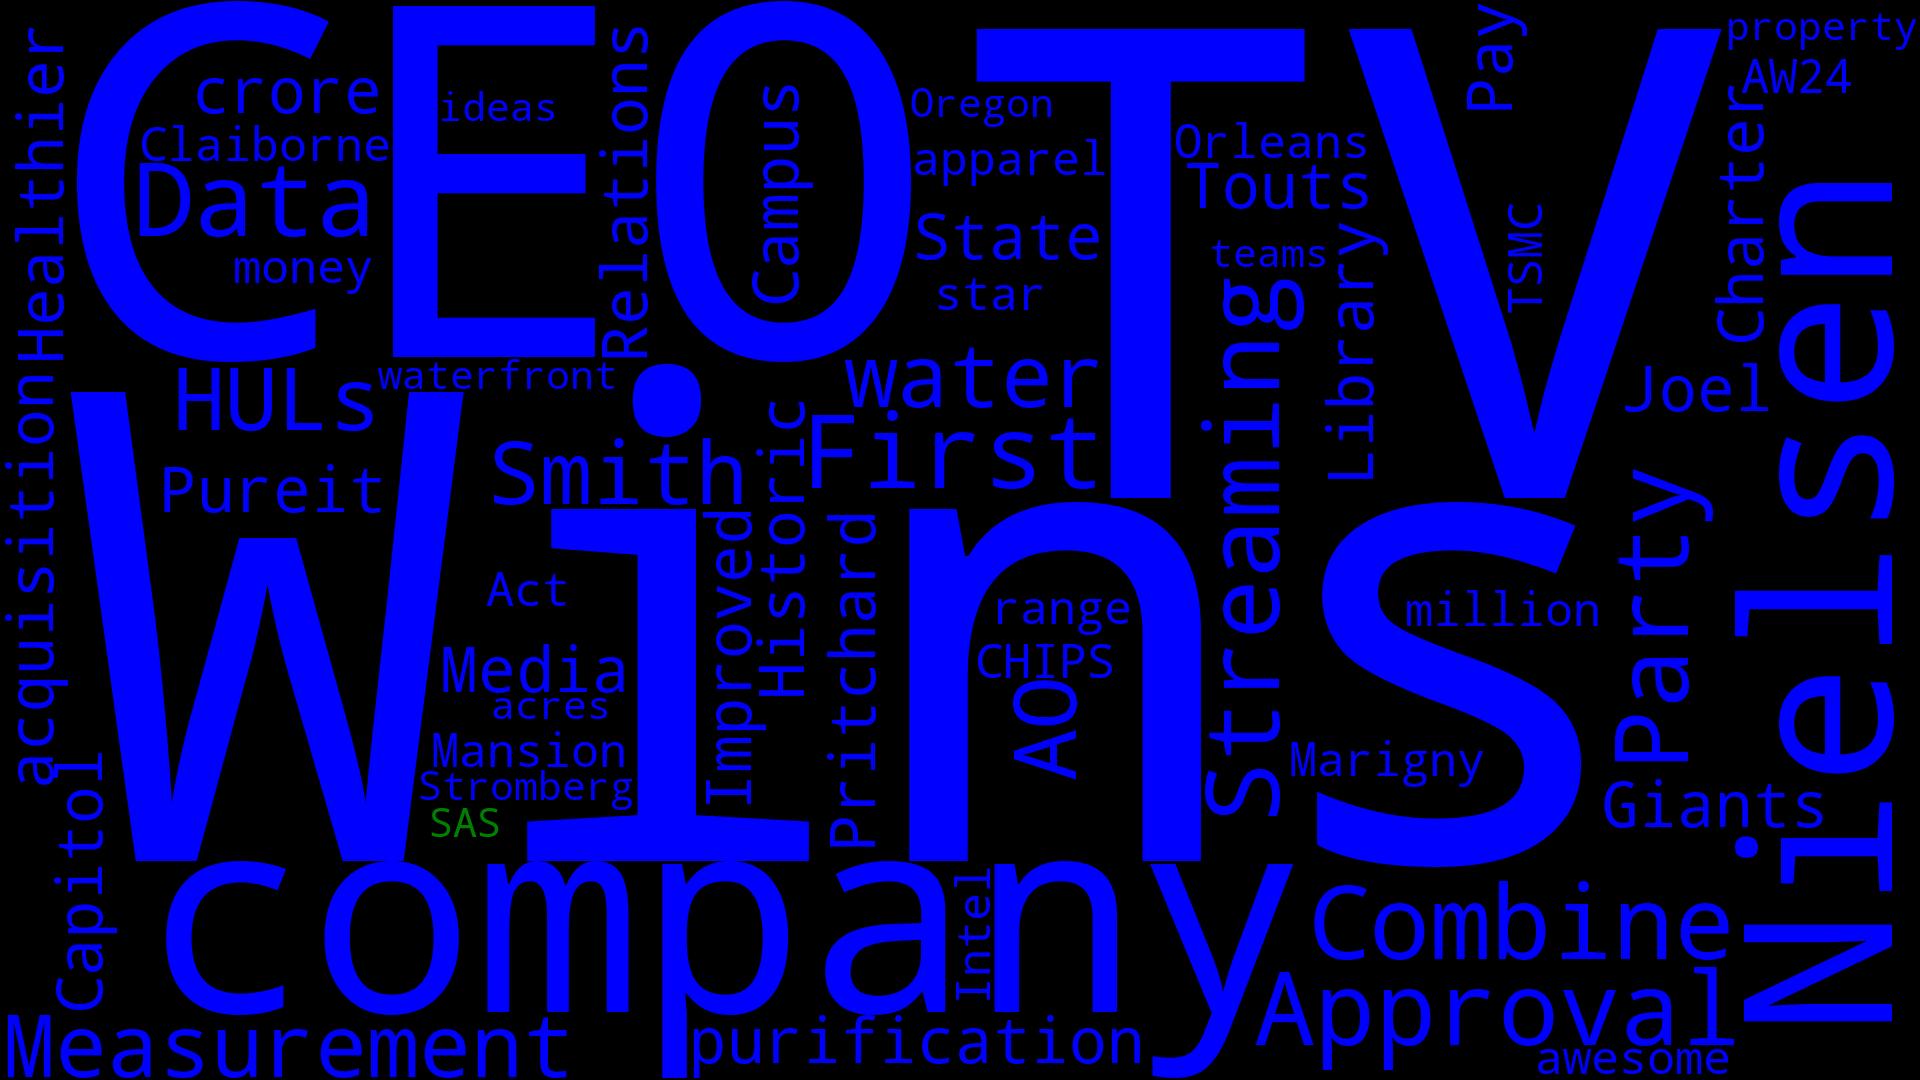 CEO
TV
property
Pay
AW24
crore
ideas
Relations
Campus
Oregon
Healthier
Claiborne
apparel
Orleans
Charter
Data
Touts
State
TSMC
Nielsen
money
star
teams
Library
Streaming
HULs
waterfront
water
Joel
Wins
acquisition
Pureit
Smith
Historic
First
Party
Act
Improved
Pritchard
range
million
CHIPS
Media
acres
AO
Mansion
Marigny
Stromberg
SAS
Capitol
Giants
company
Intel
Combine
Approval
Measurement
purification
awesome